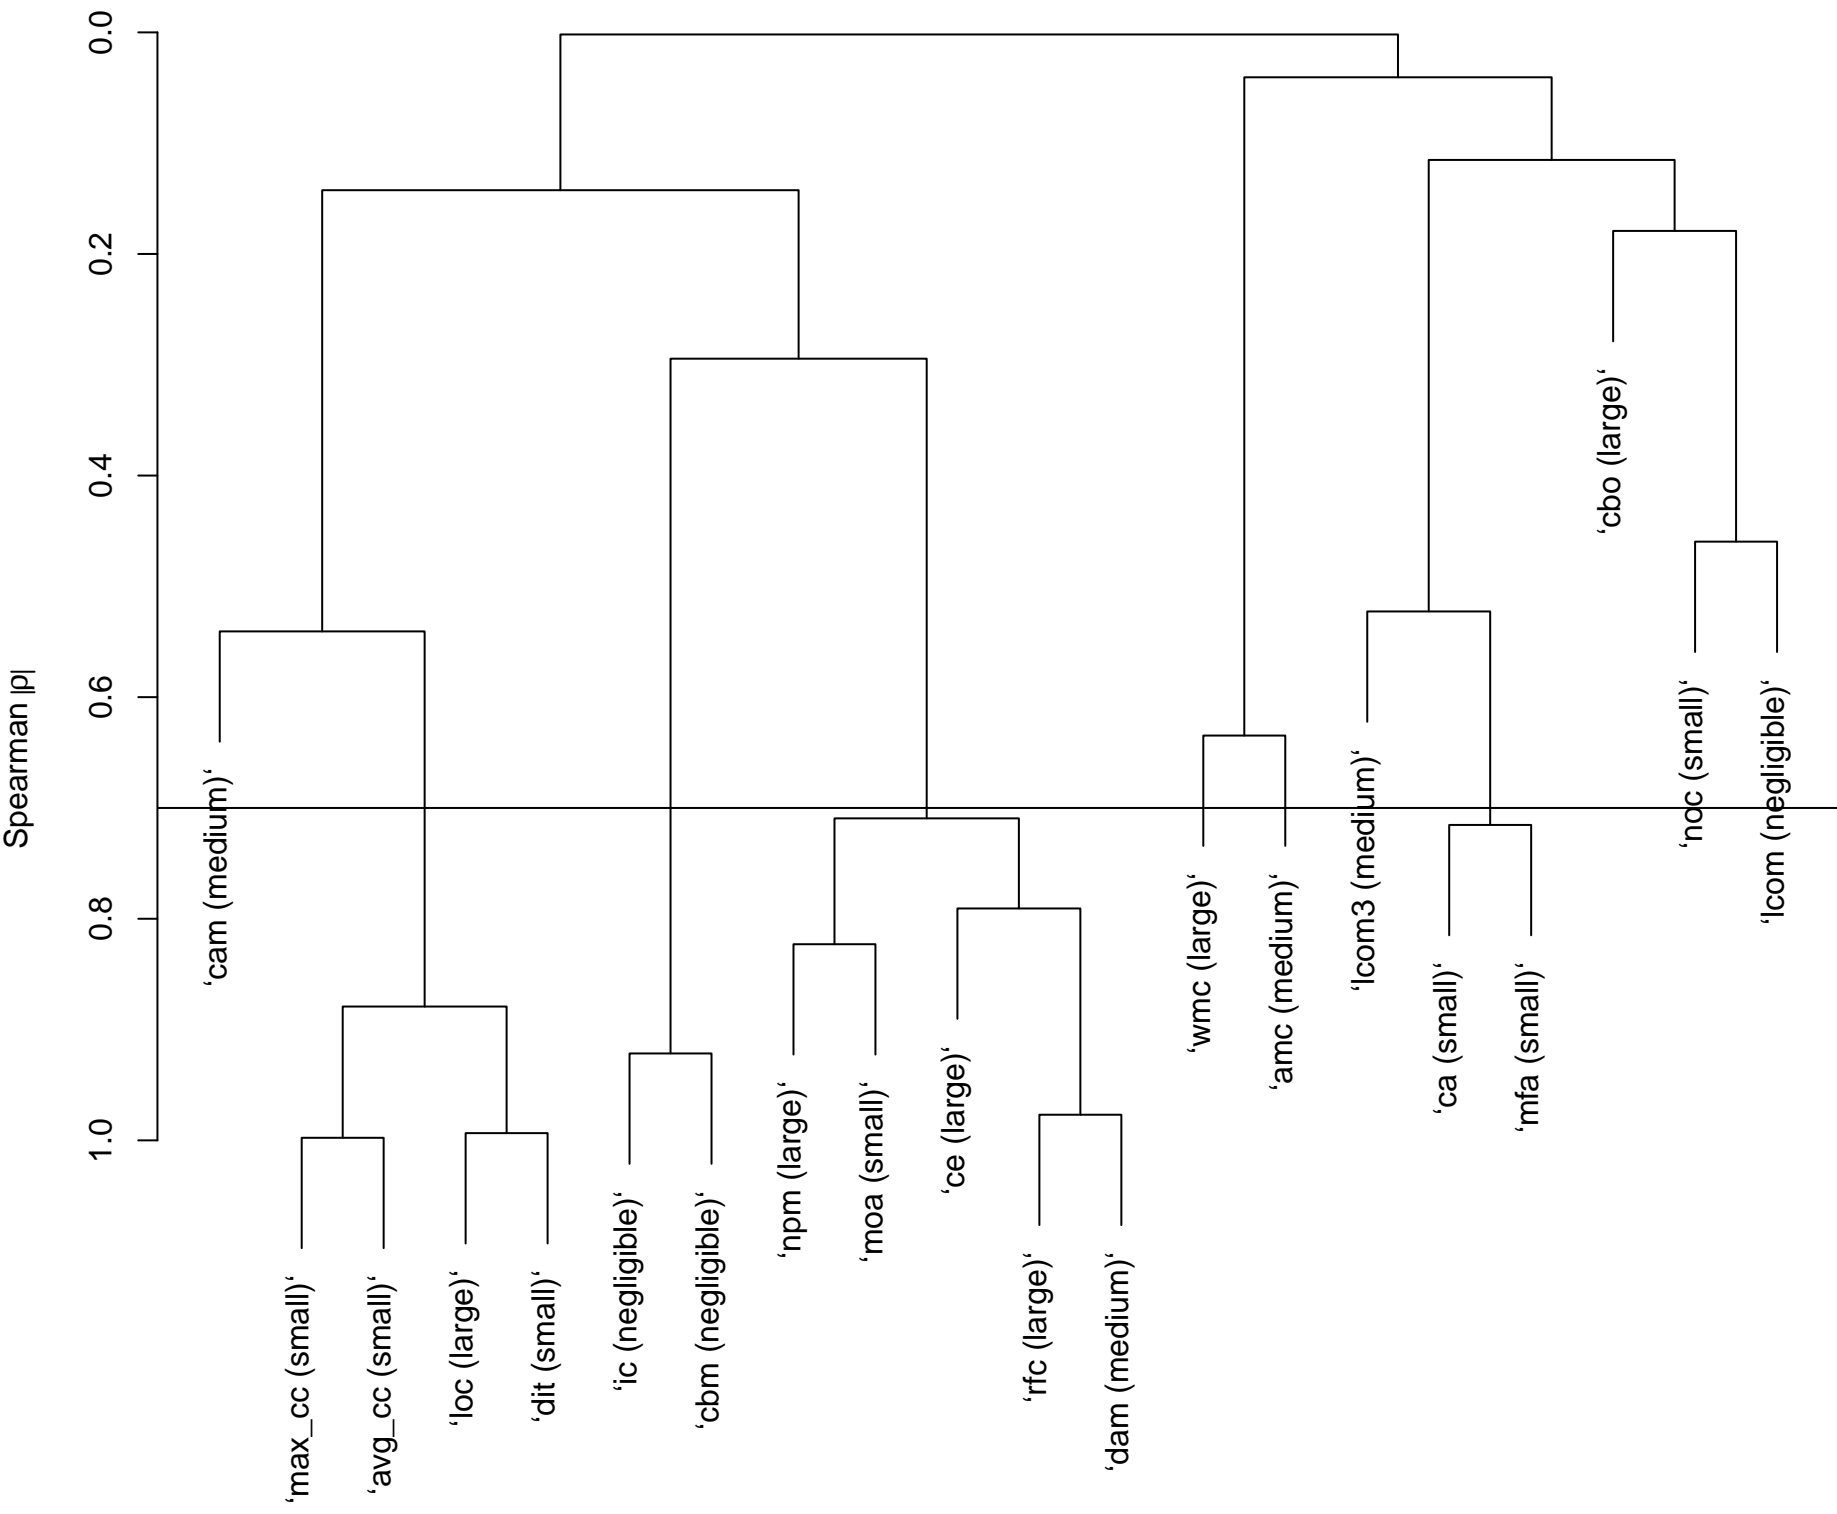 Spearman |ρ|
0.0
0.2
0.4
0.6
0.8
1.0
‘cam (medium)‘
‘max_cc (small)‘
‘avg_cc (small)‘
‘loc (large)‘
‘dit (small)‘
‘ic (negligible)‘
‘cbm (negligible)‘
‘npm (large)‘
‘moa (small)‘
‘ce (large)‘
‘rfc (large)‘
‘dam (medium)‘
‘wmc (large)‘
‘amc (medium)‘
‘lcom3 (medium)‘
‘ca (small)‘
‘mfa (small)‘
‘cbo (large)‘
‘noc (small)‘
‘lcom (negligible)‘